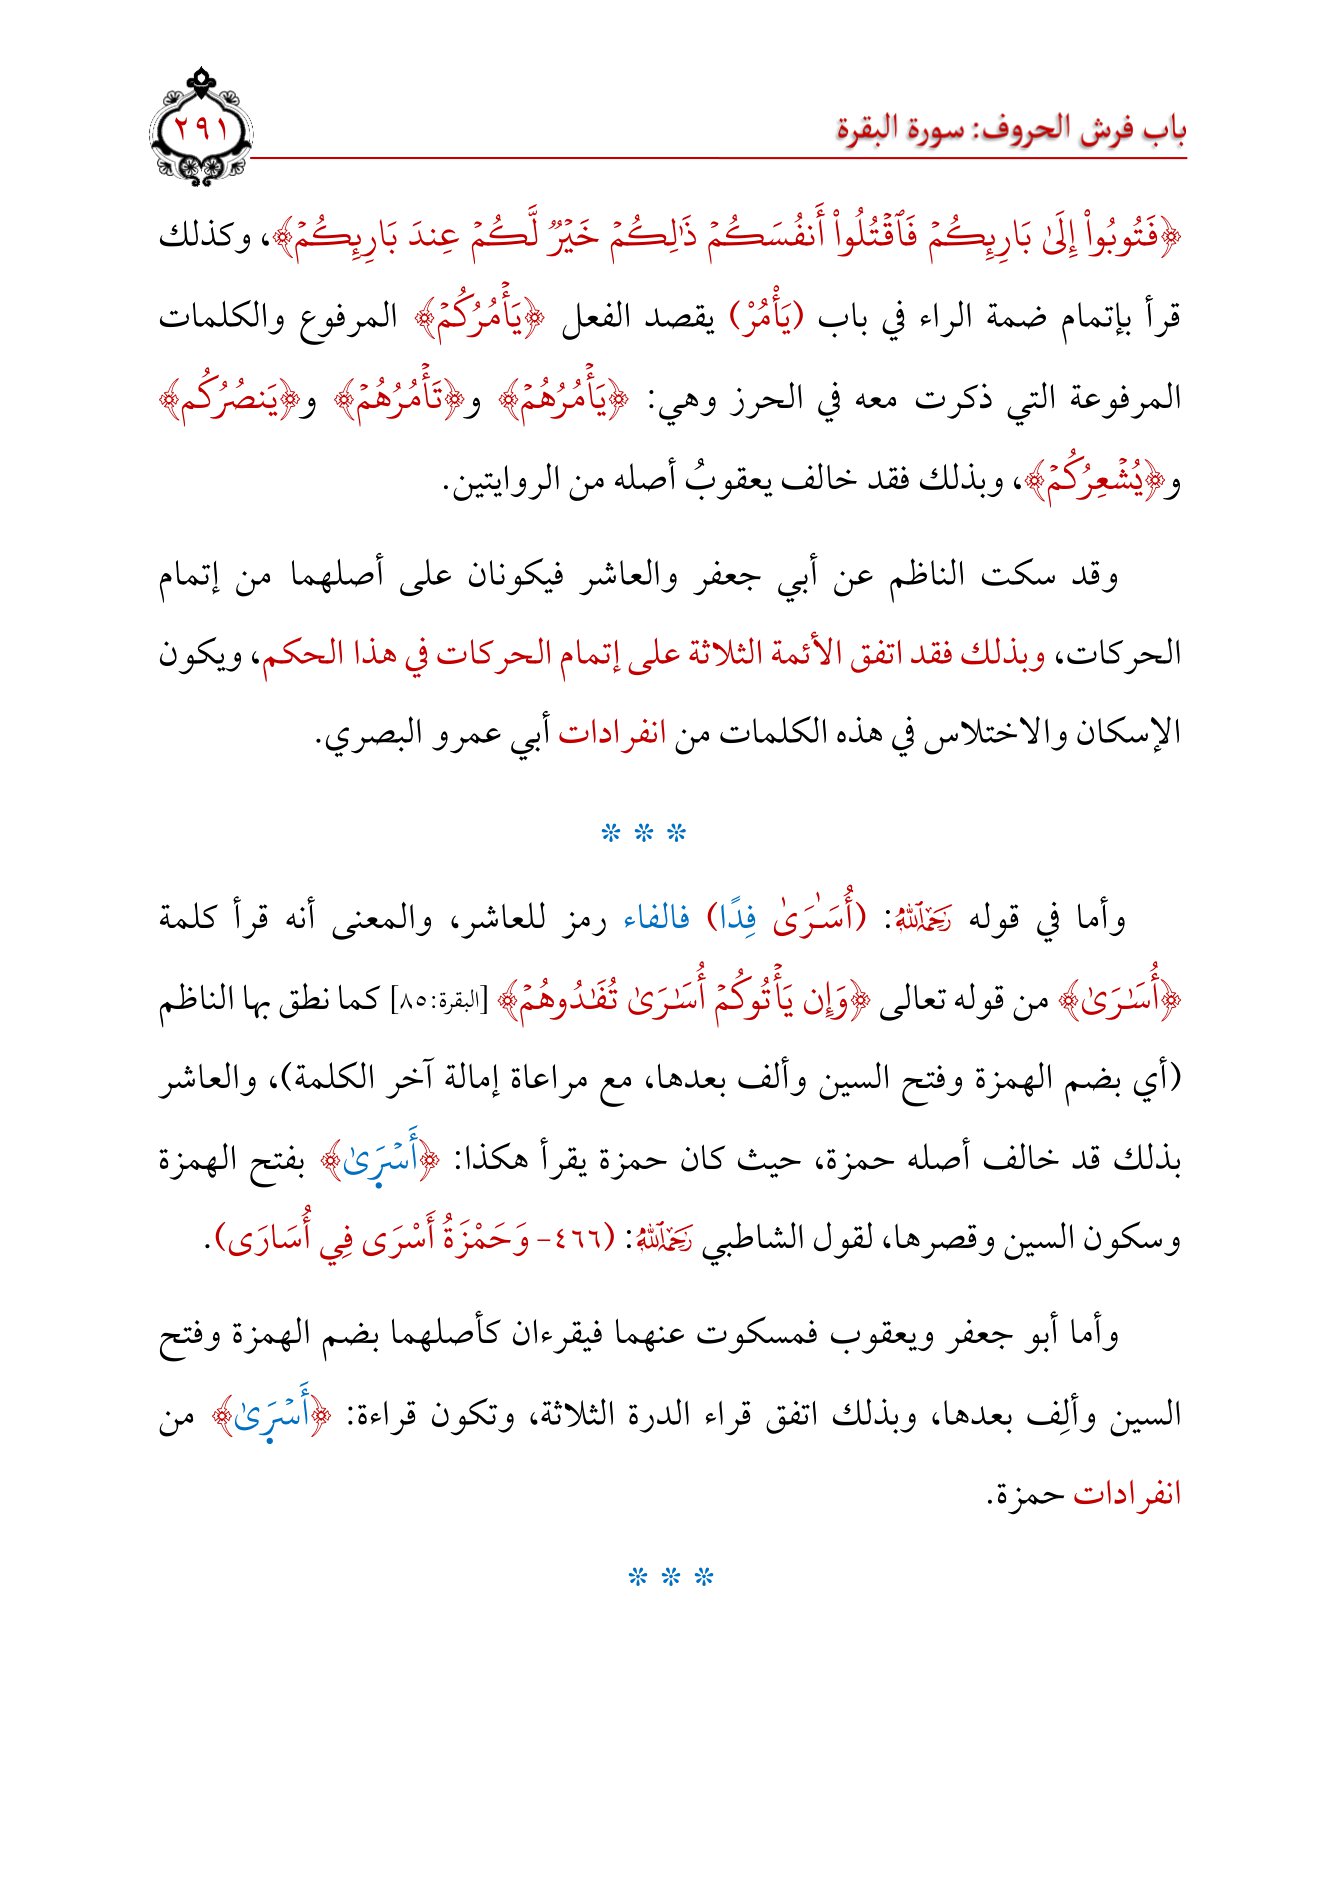 باب فرش الحروف: سورة البقرة
٢٩١
﴿فَتُوبُوا۟ إِلَىٰ بَارِئِكُمۡ فَٱقۡتُلُوا۟ أَنفُسَكُمۡ ذَٰلِكُمۡ خَيۡرٞ لَّكُمۡ عِندَ بَارِئِكُمۡ﴾، وكذلك
قرأ بإتمام ضمة الراء في باب (يَأْمُرْ) يقصد الفعل ﴿يَأۡمُرُكُمۡ﴾ المرفوع والكلمات
المرفوعة التي ذكرت معه في الحرز وهي: ﴿يَأۡمُرُهُمۡ﴾ و﴿تَأۡمُرُهُمۡ﴾ و﴿يَنصُرُكُم﴾
و﴿يُشۡعِرُكُمۡ﴾، وبذلك فقد خالف يعقوبُ أصله من الروايتين.
وقد سكت الناظم عن أبي جعفر والعاشر فيكونان على أصلهما من إتمام
الحركات، وبذلك فقد اتفق الأئمة الثلاثة على إتمام الحركات في هذا الحكم، ويكون
الإسكان والاختلاس في هذه الكلمات من انفرادات أبي عمرو البصري.
* * *
وأما في قوله رَحِمَهُ ٱللَّهُ: (أُسَـٰرَىٰ فِدًا) فالفاء رمز للعاشر، والمعنى أنه قرأ كلمة
﴿أُسَـٰرَىٰ﴾ من قوله تعالى ﴿وَإِن يَأۡتُوكُمۡ أُسَـٰرَىٰ تُفَـٰدُوهُمۡ﴾ [البقرة:٨٥] كما نطق بها الناظم
(أي بضم الهمزة وفتح السين وألف بعدها، مع مراعاة إمالة آخر الكلمة)، والعاشر
بذلك قد خالف أصله حمزة، حيث كان حمزة يقرأ هكذا: ﴿أَسۡرَىٰ﴾ بفتح الهمزة
وسكون السين وقصرها، لقول الشاطبي رَحِمَهُ ٱللَّهُ: (٤٦٦- وَحَمْزَةُ أَسْرَى فِي أُسَارَى).
وأما أبو جعفر ويعقوب فمسكوت عنهما فيقرءان كأصلهما بضم الهمزة وفتح
السين وألِف بعدها، وبذلك اتفق قراء الدرة الثلاثة، وتكون قراءة: ﴿أَسۡرَىٰ﴾ من
انفرادات حمزة.
* * *